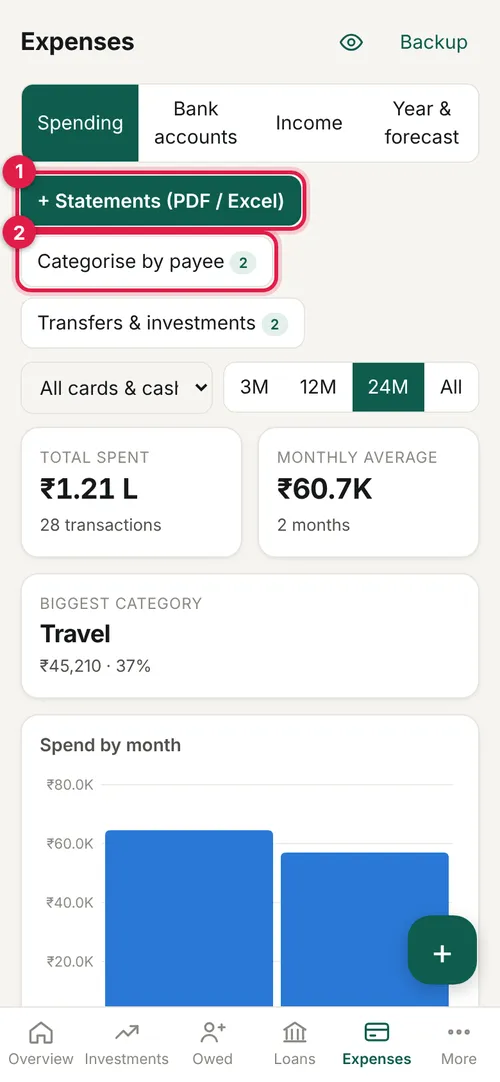 Expenses
Backup
Spending
Bank accounts
Income
Year & forecast
1
+ Statements (PDF / Excel)
2
Categorise by payee 2
Transfers & investments 2
All cards & cash
3M
12M
24M
All
TOTAL SPENT
₹1.21 L
28 transactions
MONTHLY AVERAGE
₹60.7K
2 months
BIGGEST CATEGORY
Travel
₹45,210 · 37%
Spend by month
₹80.0K
₹60.0K
₹40.0K
₹20.0K
+
Overview
Investments
Owed
Loans
Expenses
More